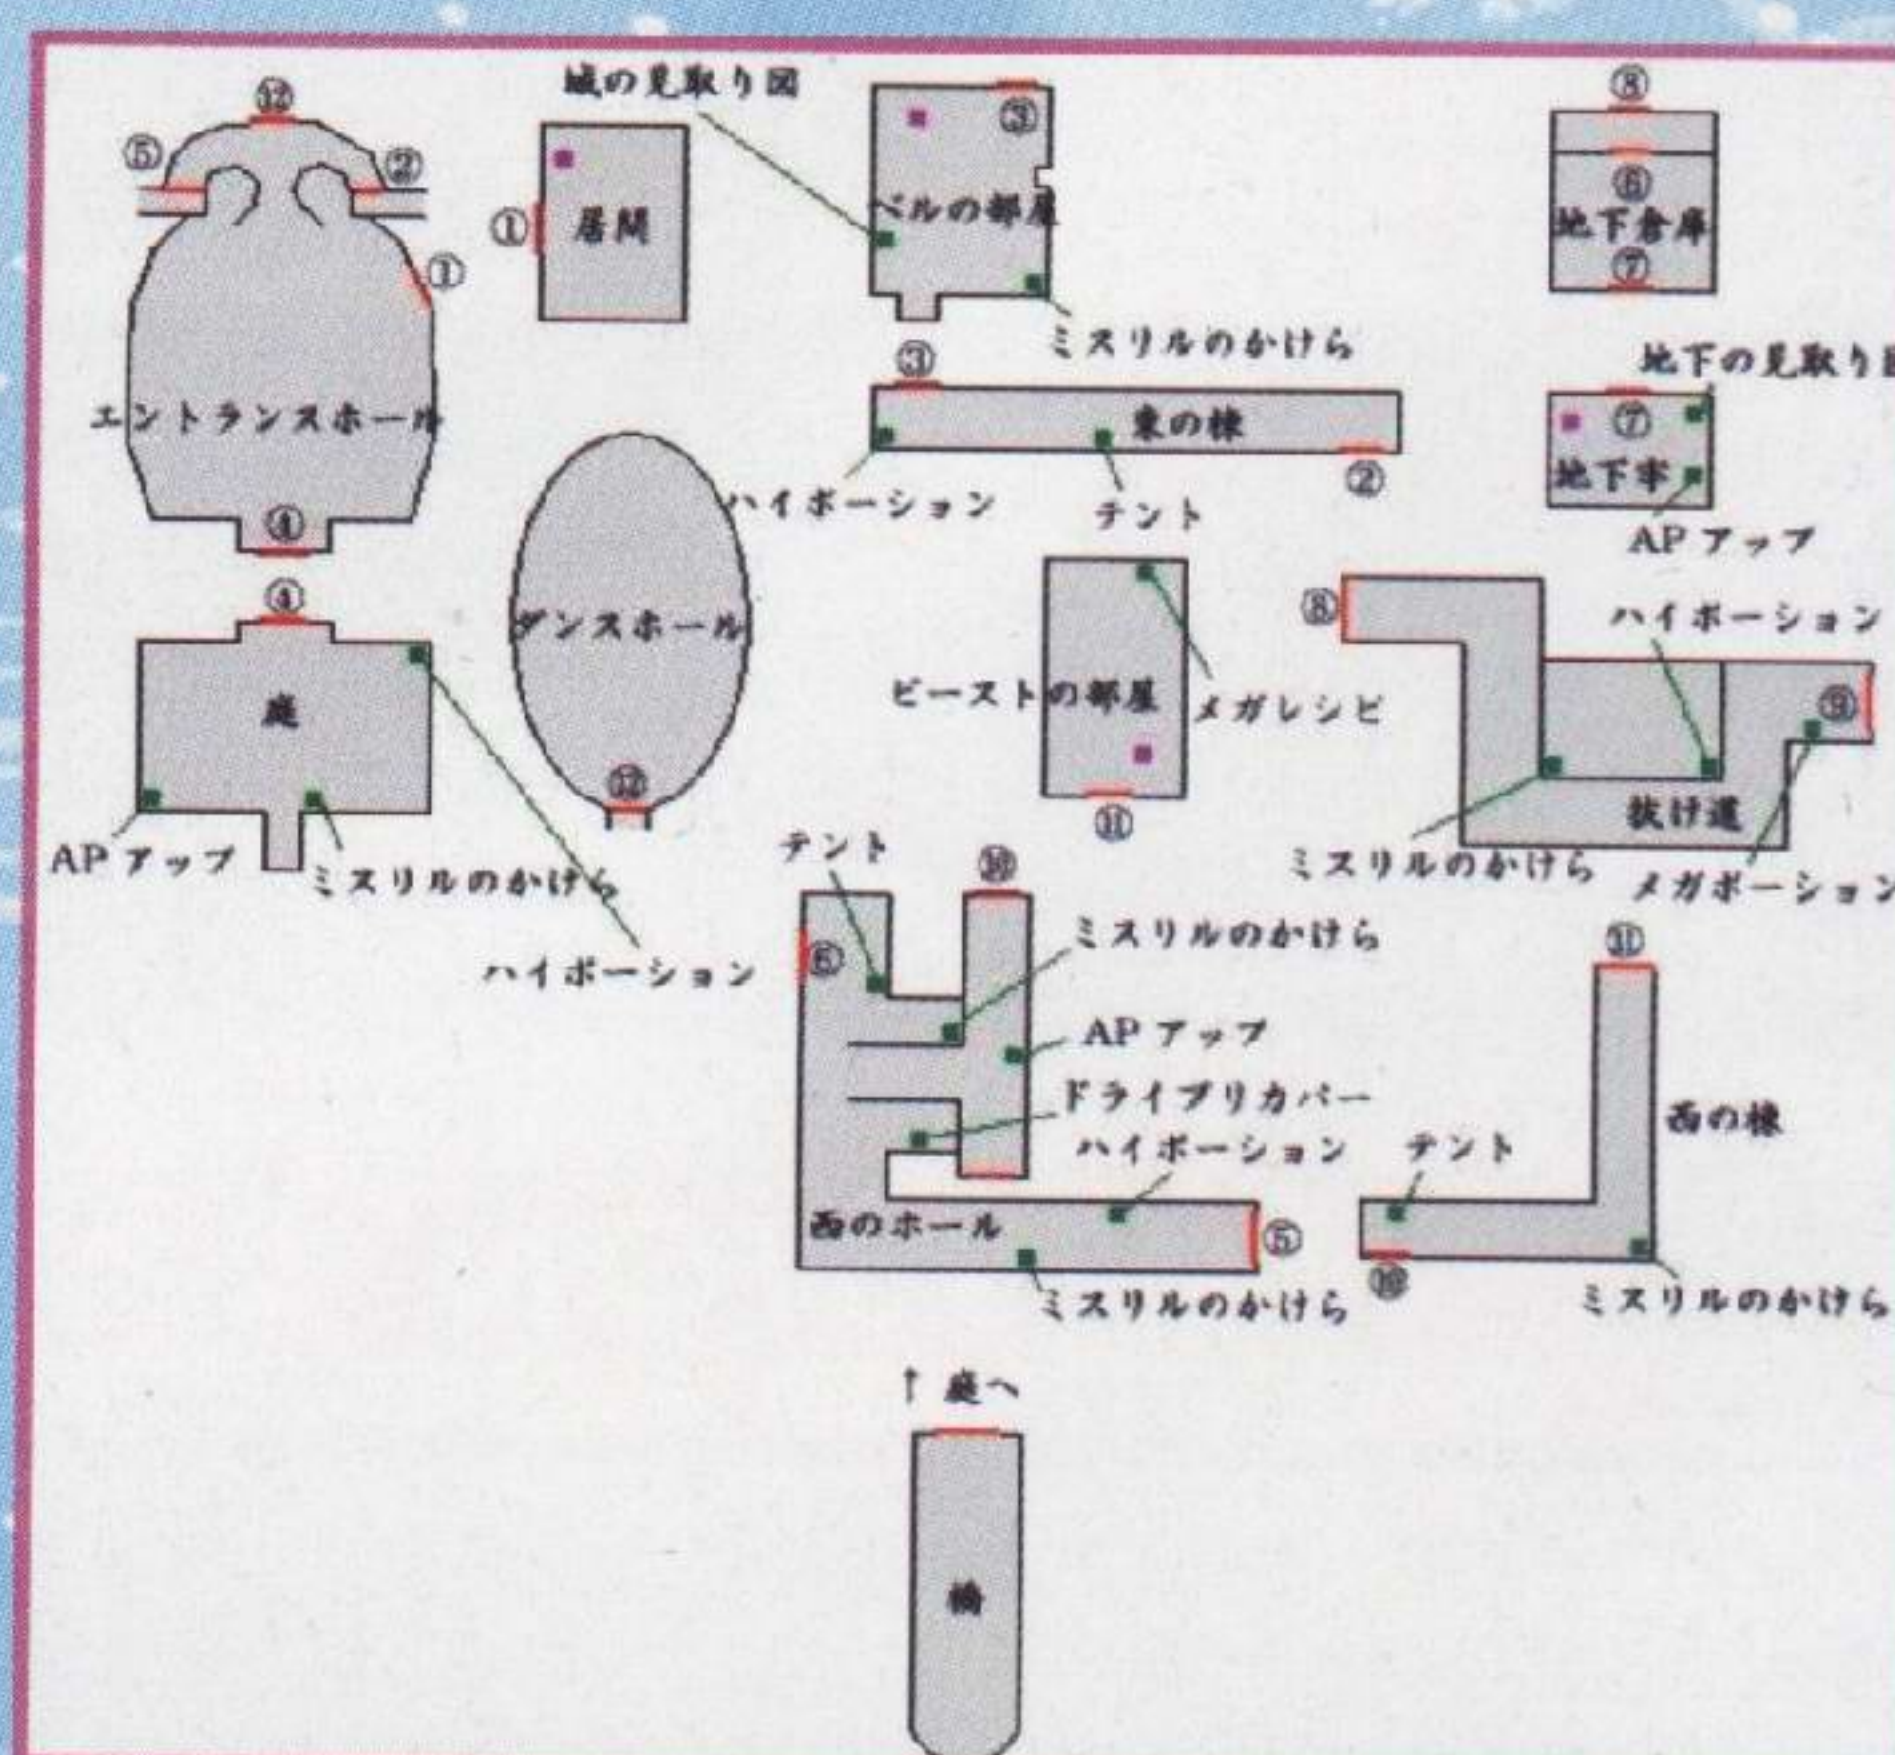 城の見取り図
⑫
⑤
②
①
エントランスホール
④
①
居間
③
ベルの部屋
ミスリルのかけら
⑧
⑥
地下倉庫
⑦
③
東の棟
②
ハイポーション
テント
地下の見取り図
⑦
地下牢
APアップ
④
庭
APアップ
ミスリルのかけら
ハイポーション
ダンスホール
⑫
ビーストの部屋
メガレシピ
⑪
⑧
ハイポーション
⑨
抜け道
ミスリルのかけら
メガポーション
テント
⑩
⑥
ミスリルのかけら
APアップ
ドライブリカバー
ハイポーション
西のホール
⑤
ミスリルのかけら
⑪
西の棟
テント
⑩
ミスリルのかけら
↑ 庭へ
橋